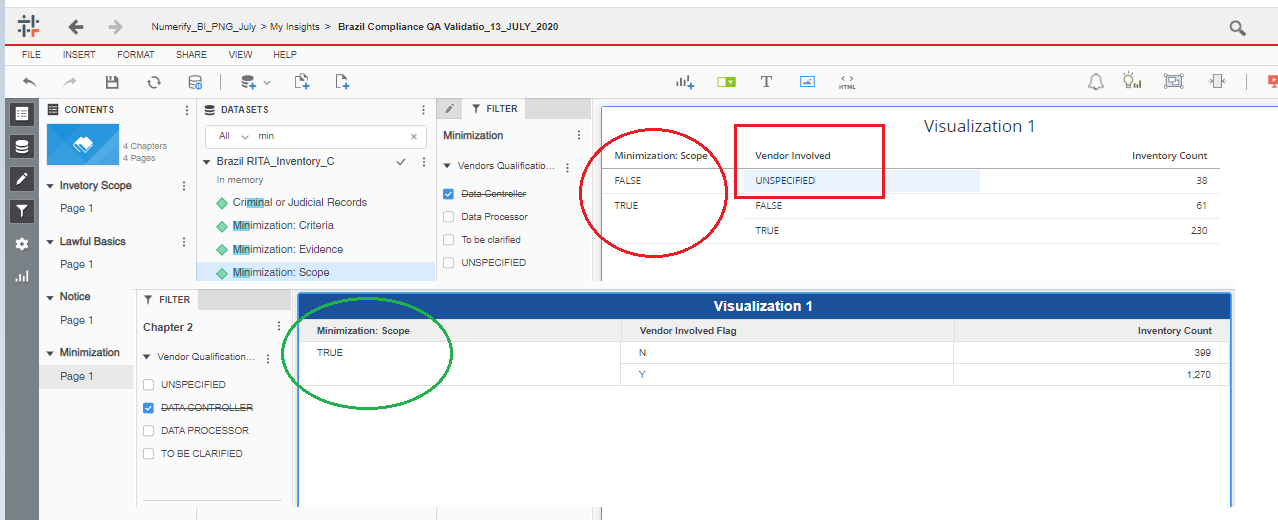 Numerify_BI_PNG_July > My Insights > Brazil Compliance QA Validatio_13_JULY_2020
FILE INSERT FORMAT SHARE VIEW HELP
T
HTML
CONTENTS
4 Chapters
4 Pages
Invetory Scope
Page 1
Lawful Basics
Page 1
Notice
Page 1
Minimization
Page 1
DATASETS
All min
Brazil RITA_Inventory_C
In memory
Criminal or Judicial Records
Minimization: Criteria
Minimization: Evidence
Minimization: Scope
FILTER
Minimization
Vendors Qualificatio...
Data Controller
Data Processor
To be clarified
UNSPECIFIED
Visualization 1
Minimization: Scope Vendor Involved Inventory Count
FALSE UNSPECIFIED 38
TRUE FALSE 61
TRUE 230
FILTER
Chapter 2
Vendor Qualification...
UNSPECIFIED
DATA CONTROLLER
DATA PROCESSOR
TO BE CLARIFIED
Visualization 1
Minimization: Scope Vendor Involved Flag Inventory Count
TRUE N 399
Y 1,270